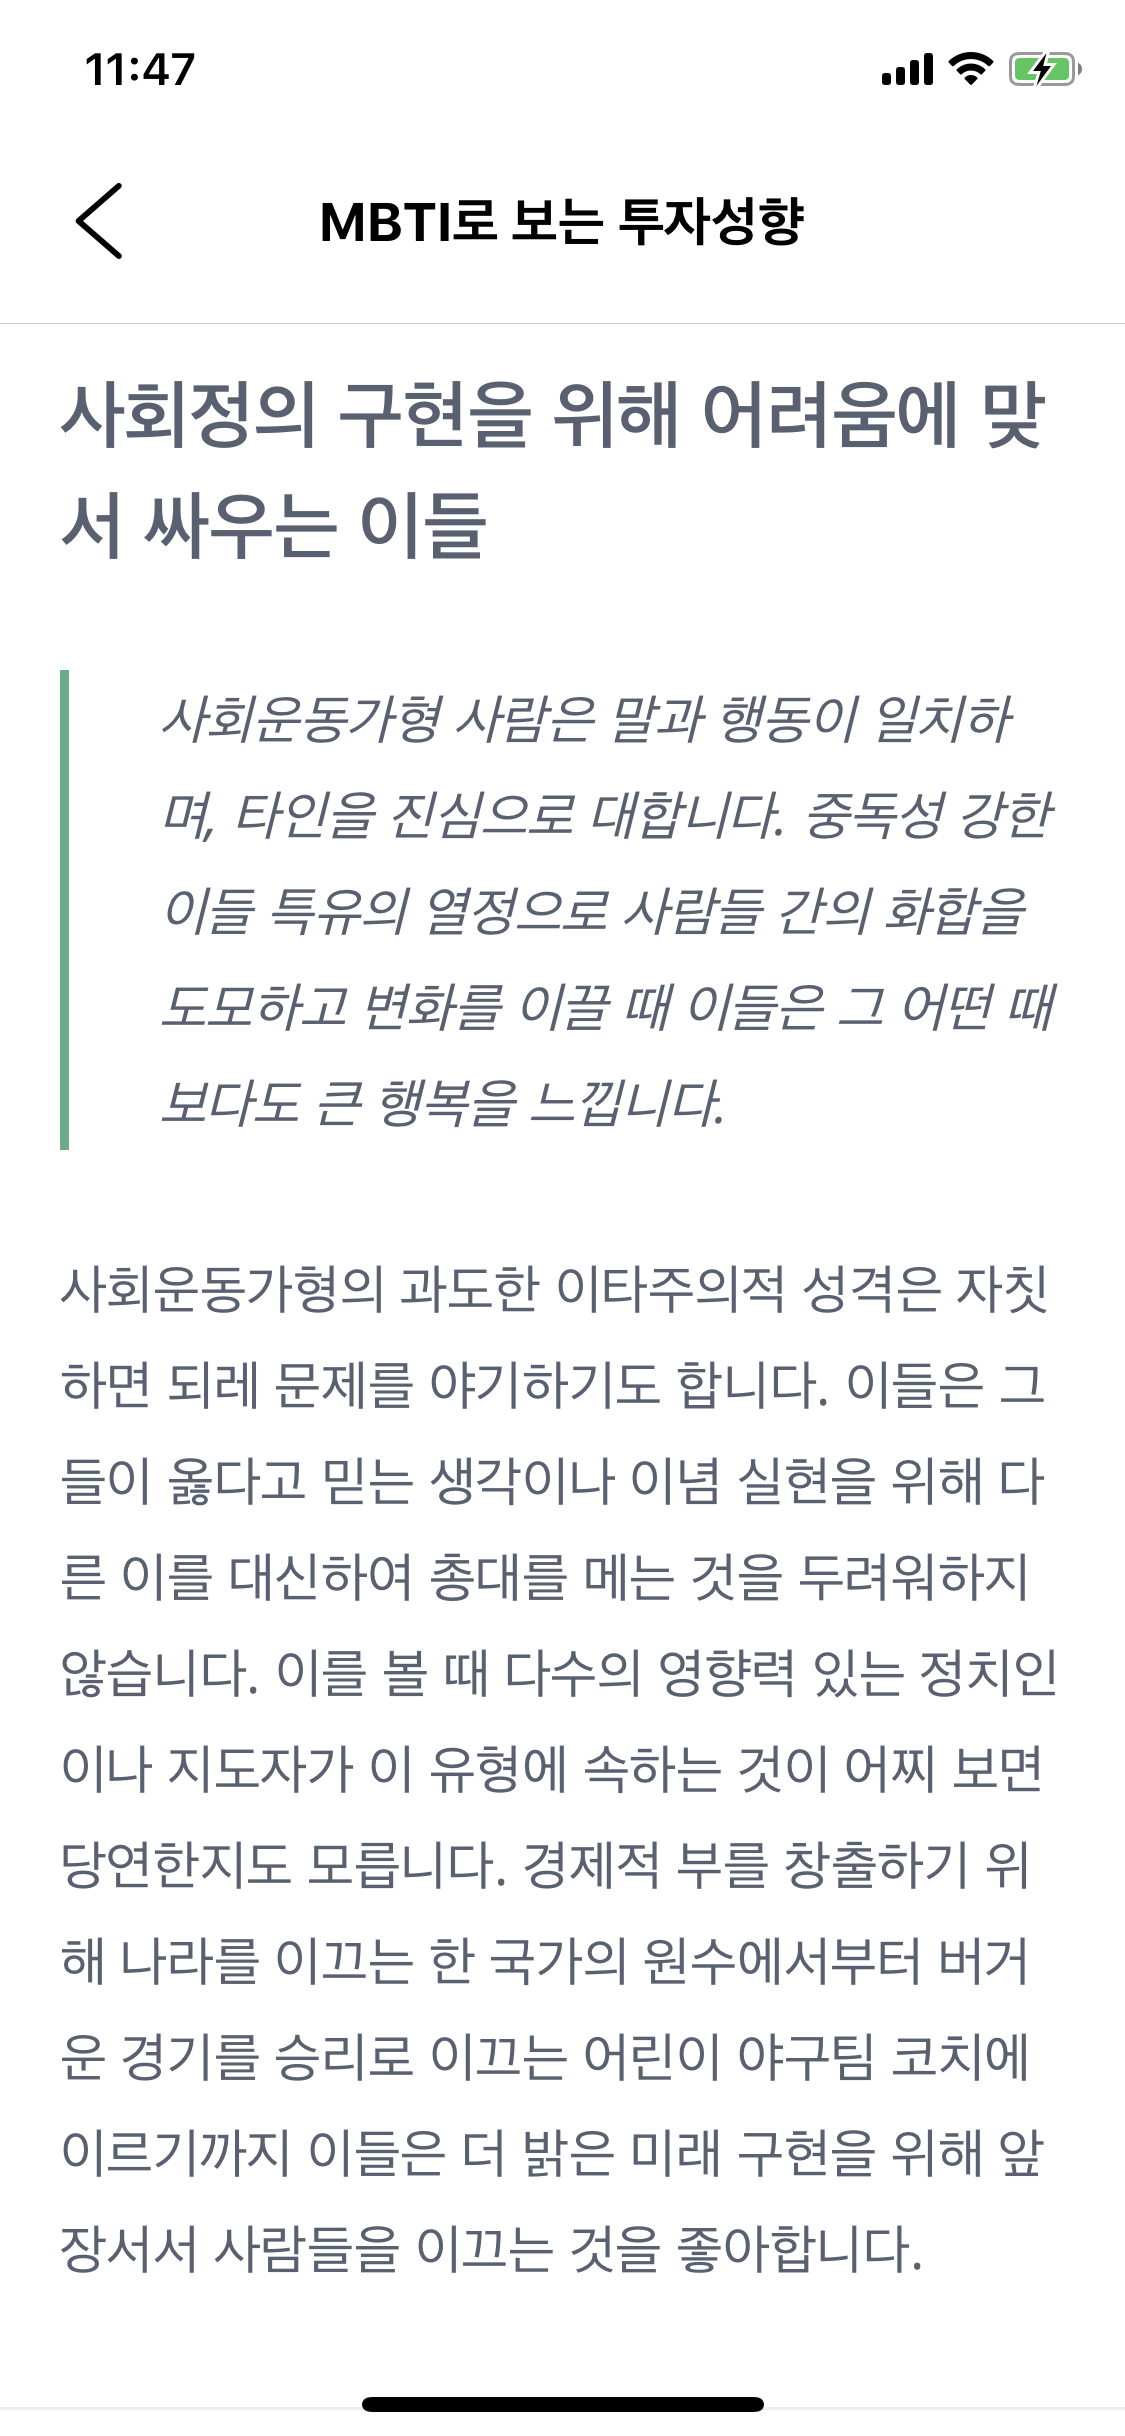 11:47
MBTI로 보는 투자성향
사회정의 구현을 위해 어려움에 맞
서 싸우는 이들
사회운동가형 사람은 말과 행동이 일치하
며, 타인을 진심으로 대합니다. 중독성 강한
이들 특유의 열정으로 사람들 간의 화합을
도모하고 변화를 이끌 때 이들은 그 어떤 때
보다도 큰 행복을 느낍니다.
사회운동가형의 과도한 이타주의적 성격은 자칫
하면 되레 문제를 야기하기도 합니다. 이들은 그
들이 옳다고 믿는 생각이나 이념 실현을 위해 다
른 이를 대신하여 총대를 메는 것을 두려워하지
않습니다. 이를 볼 때 다수의 영향력 있는 정치인
이나 지도자가 이 유형에 속하는 것이 어찌 보면
당연한지도 모릅니다. 경제적 부를 창출하기 위
해 나라를 이끄는 한 국가의 원수에서부터 버거
운 경기를 승리로 이끄는 어린이 야구팀 코치에
이르기까지 이들은 더 밝은 미래 구현을 위해 앞
장서서 사람들을 이끄는 것을 좋아합니다.